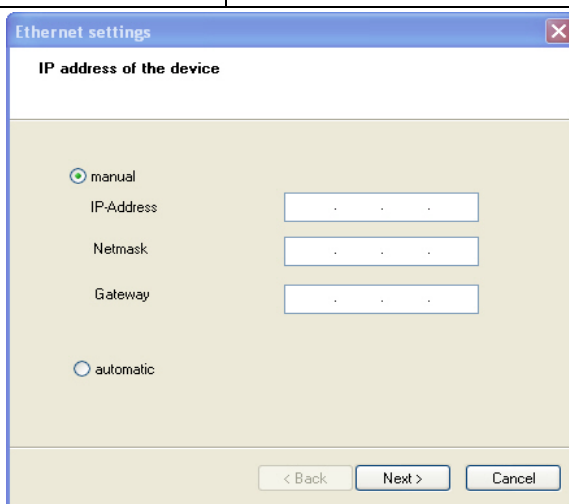 Ethernet settings
IP address of the device
manual
IP-Address . . .
Netmask . . .
Gateway . . .
automatic
< Back Next > Cancel